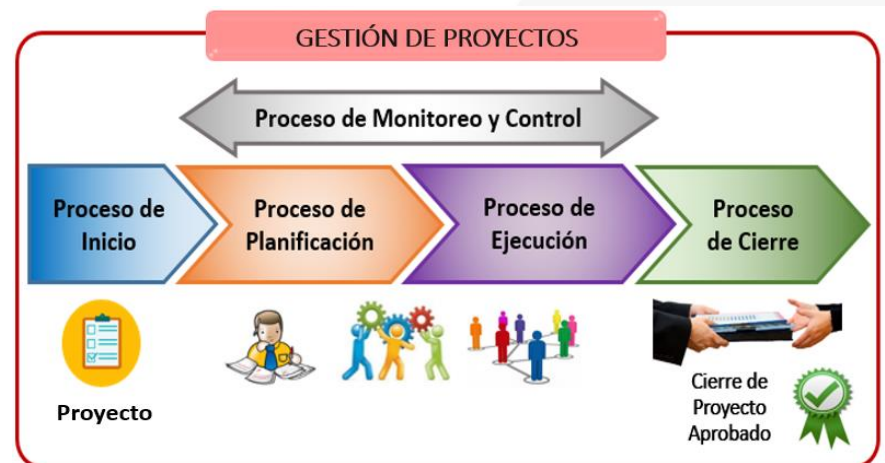 GESTIÓN DE PROYECTOS
Proceso de Monitoreo y Control
Proceso de
Inicio
Proceso de
Planificación
Proceso de
Ejecución
Proceso
de Cierre
Proyecto
Cierre de
Proyecto
Aprobado